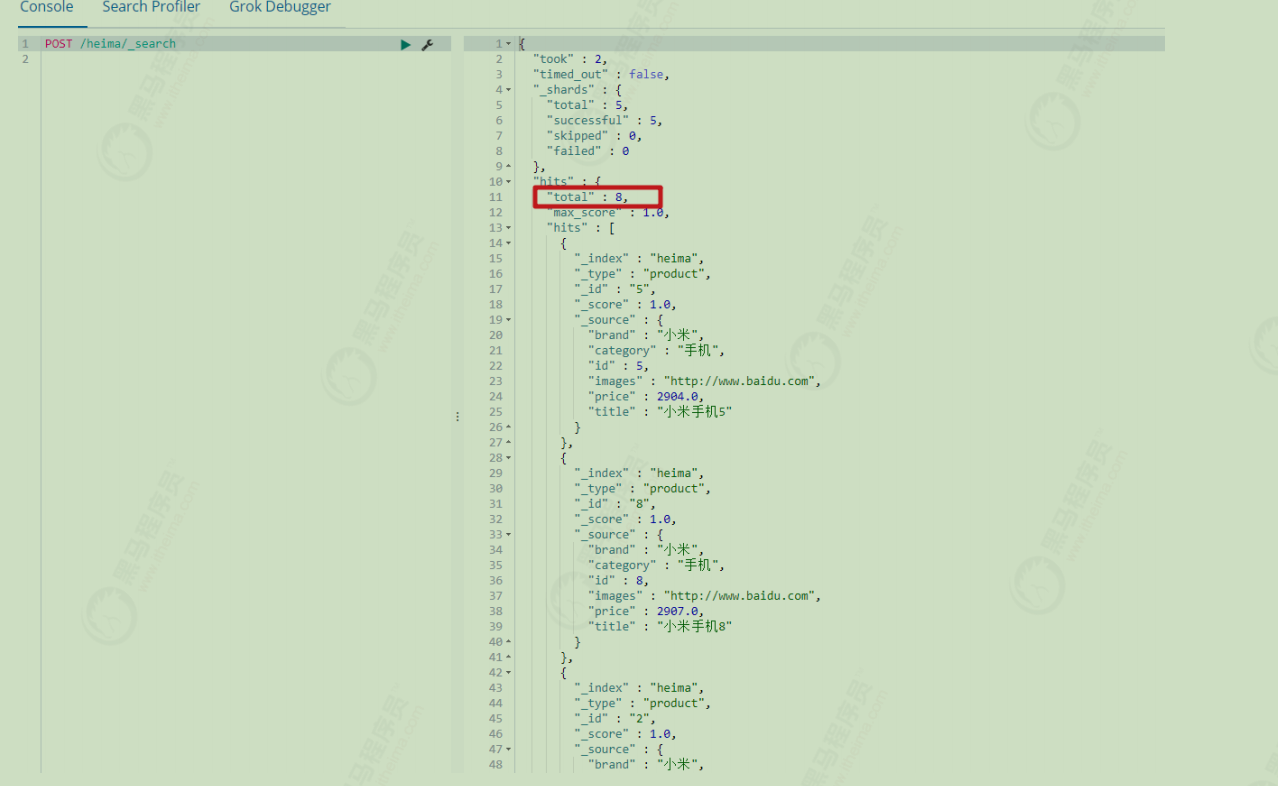 Console Search Profiler Grok Debugger
1 POST /heima/_search
2
1 {
2 "took" : 2,
3 "timed_out" : false,
4 "_shards" : {
5 "total" : 5,
6 "successful" : 5,
7 "skipped" : 0,
8 "failed" : 0
9 },
10 "hits" : {
11 "total" : 8,
12 "max_score" : 1.0,
13 "hits" : [
14 {
15 "_index" : "heima",
16 "_type" : "product",
17 "_id" : "5",
18 "_score" : 1.0,
19 "_source" : {
20 "brand" : "小米",
21 "category" : "手机",
22 "id" : 5,
23 "images" : "http://www.baidu.com",
24 "price" : 2904.0,
25 "title" : "小米手机5"
26 }
27 },
28 {
29 "_index" : "heima",
30 "_type" : "product",
31 "_id" : "8",
32 "_score" : 1.0,
33 "_source" : {
34 "brand" : "小米",
35 "category" : "手机",
36 "id" : 8,
37 "images" : "http://www.baidu.com",
38 "price" : 2907.0,
39 "title" : "小米手机8"
40 }
41 },
42 {
43 "_index" : "heima",
44 "_type" : "product",
45 "_id" : "2",
46 "_score" : 1.0,
47 "_source" : {
48 "brand" : "小米",
黑马程序员
www.itheima.com